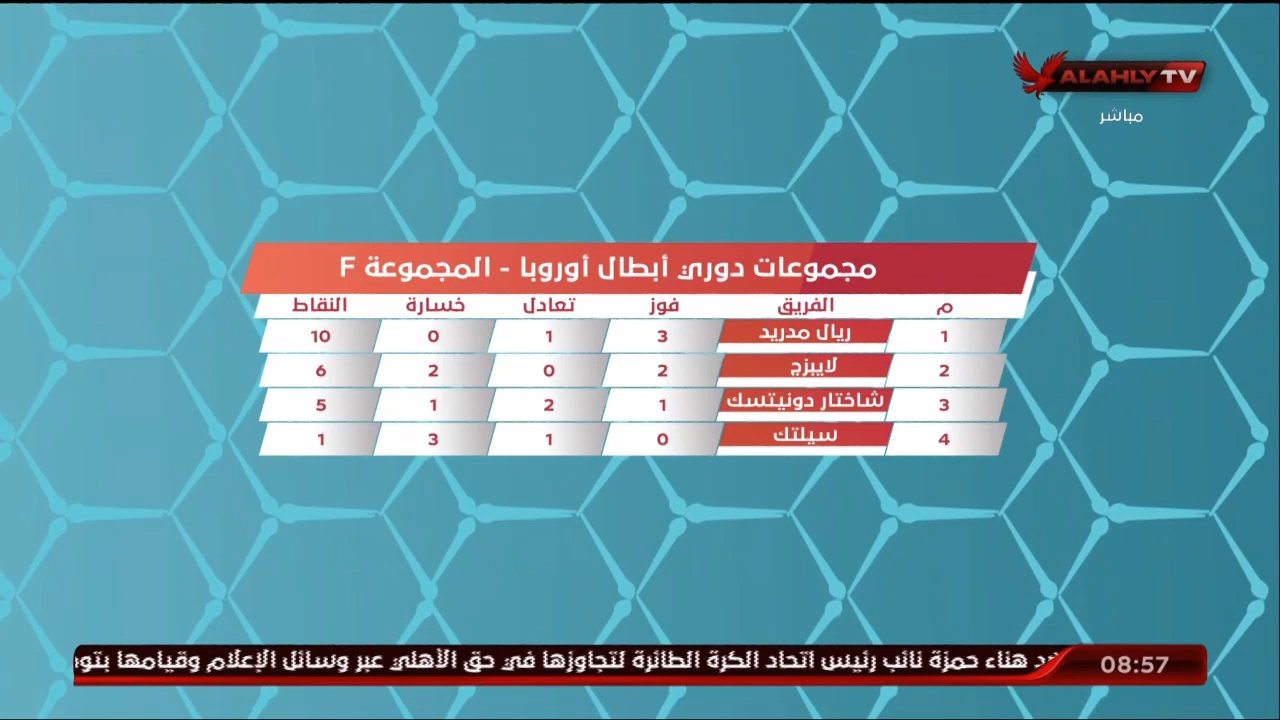 ALAHLY TV
مباشر
مجموعات دوري أبطال أوروبا - المجموعة F
م الفريق فوز تعادل خسارة النقاط
1 ريال مدريد 3 1 0 10
2 لايبزج 2 0 2 6
3 شاختار دونيتسك 1 2 1 5
4 سيلتك 0 1 3 1
08:57
هناء حمزة نائب رئيس اتحاد الكرة الطائرة لتجاوزها في حق الأهلي عبر وسائل الإعلام وقيامها